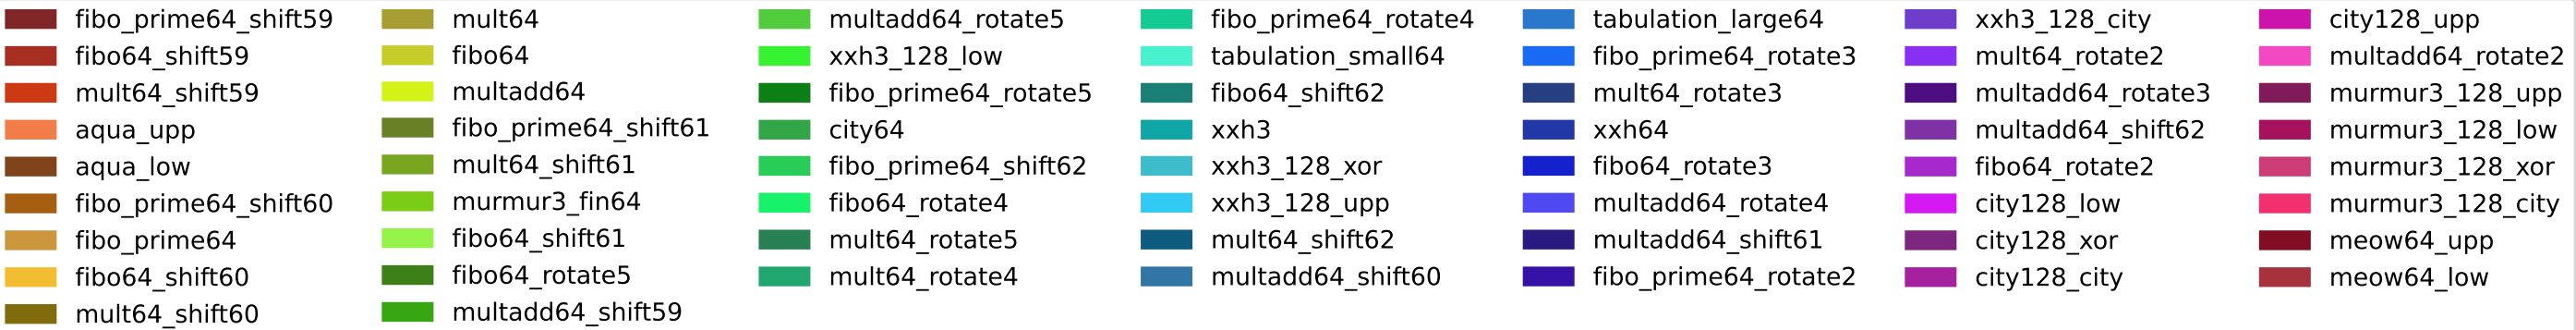 fibo_prime64_shift59
fibo64_shift59
mult64_shift59
aqua_upp
aqua_low
fibo_prime64_shift60
fibo_prime64
fibo64_shift60
mult64_shift60
mult64
fibo64
multadd64
fibo_prime64_shift61
mult64_shift61
murmur3_fin64
fibo64_shift61
fibo64_rotate5
multadd64_shift59
multadd64_rotate5
xxh3_128_low
fibo_prime64_rotate5
city64
fibo_prime64_shift62
fibo64_rotate4
mult64_rotate5
mult64_rotate4
fibo_prime64_rotate4
tabulation_small64
fibo64_shift62
xxh3
xxh3_128_xor
xxh3_128_upp
mult64_shift62
multadd64_shift60
tabulation_large64
fibo_prime64_rotate3
mult64_rotate3
xxh64
fibo64_rotate3
multadd64_rotate4
multadd64_shift61
fibo_prime64_rotate2
xxh3_128_city
mult64_rotate2
multadd64_rotate3
multadd64_shift62
fibo64_rotate2
city128_low
city128_xor
city128_city
city128_upp
multadd64_rotate2
murmur3_128_upp
murmur3_128_low
murmur3_128_xor
murmur3_128_city
meow64_upp
meow64_low